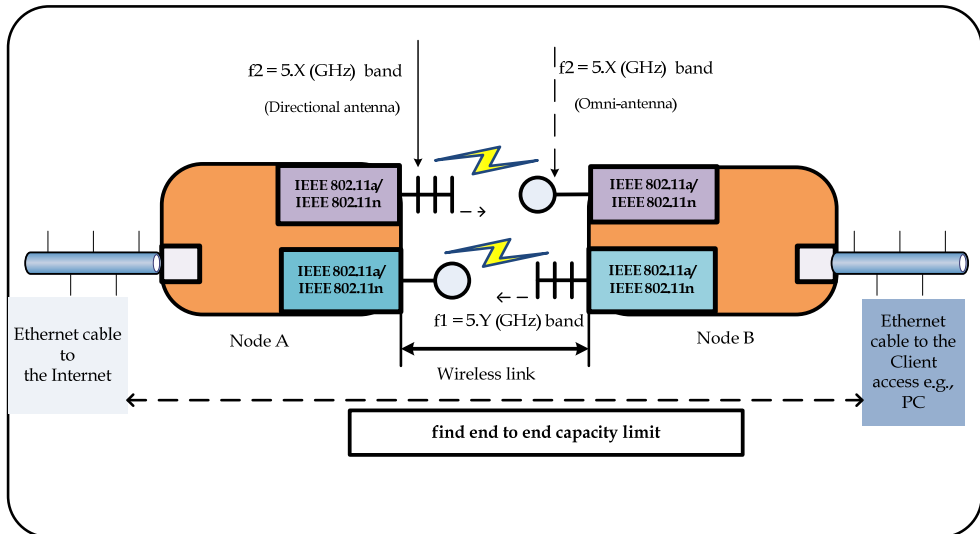 f2 = 5.X (GHz) band
(Directional antenna)
f2 = 5.X (GHz) band
(Omni-antenna)
IEEE 802.11a/
IEEE 802.11n
IEEE 802.11a/
IEEE 802.11n
IEEE 802.11a/
IEEE 802.11n
IEEE 802.11a/
IEEE 802.11n
f1 = 5.Y (GHz) band
Node A
Node B
Wireless link
Ethernet cable
to
the Internet
Ethernet
cable to the
Client
access e.g.,
PC
find end to end capacity limit